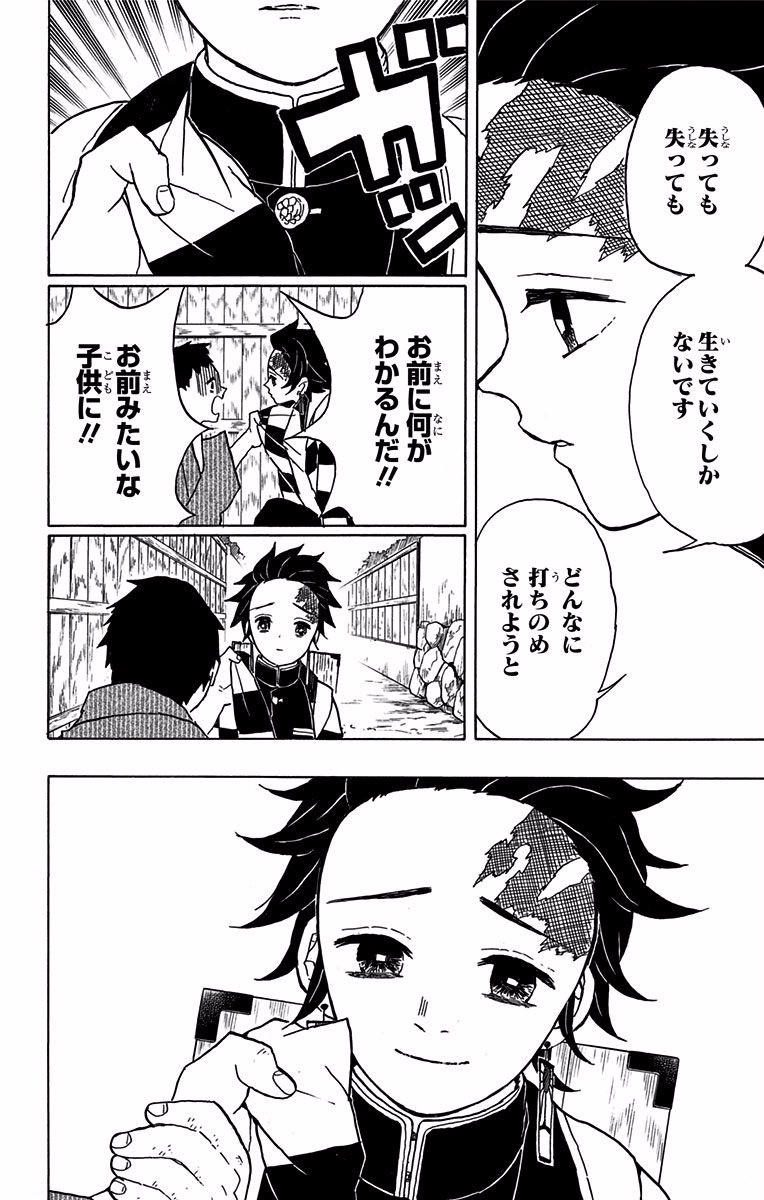 失っても
失っても
生きていくしか
ないです
どんなに
打ちのめ
されようと
お前に何が
わかるんだ!!
お前みたいな
子供に!!